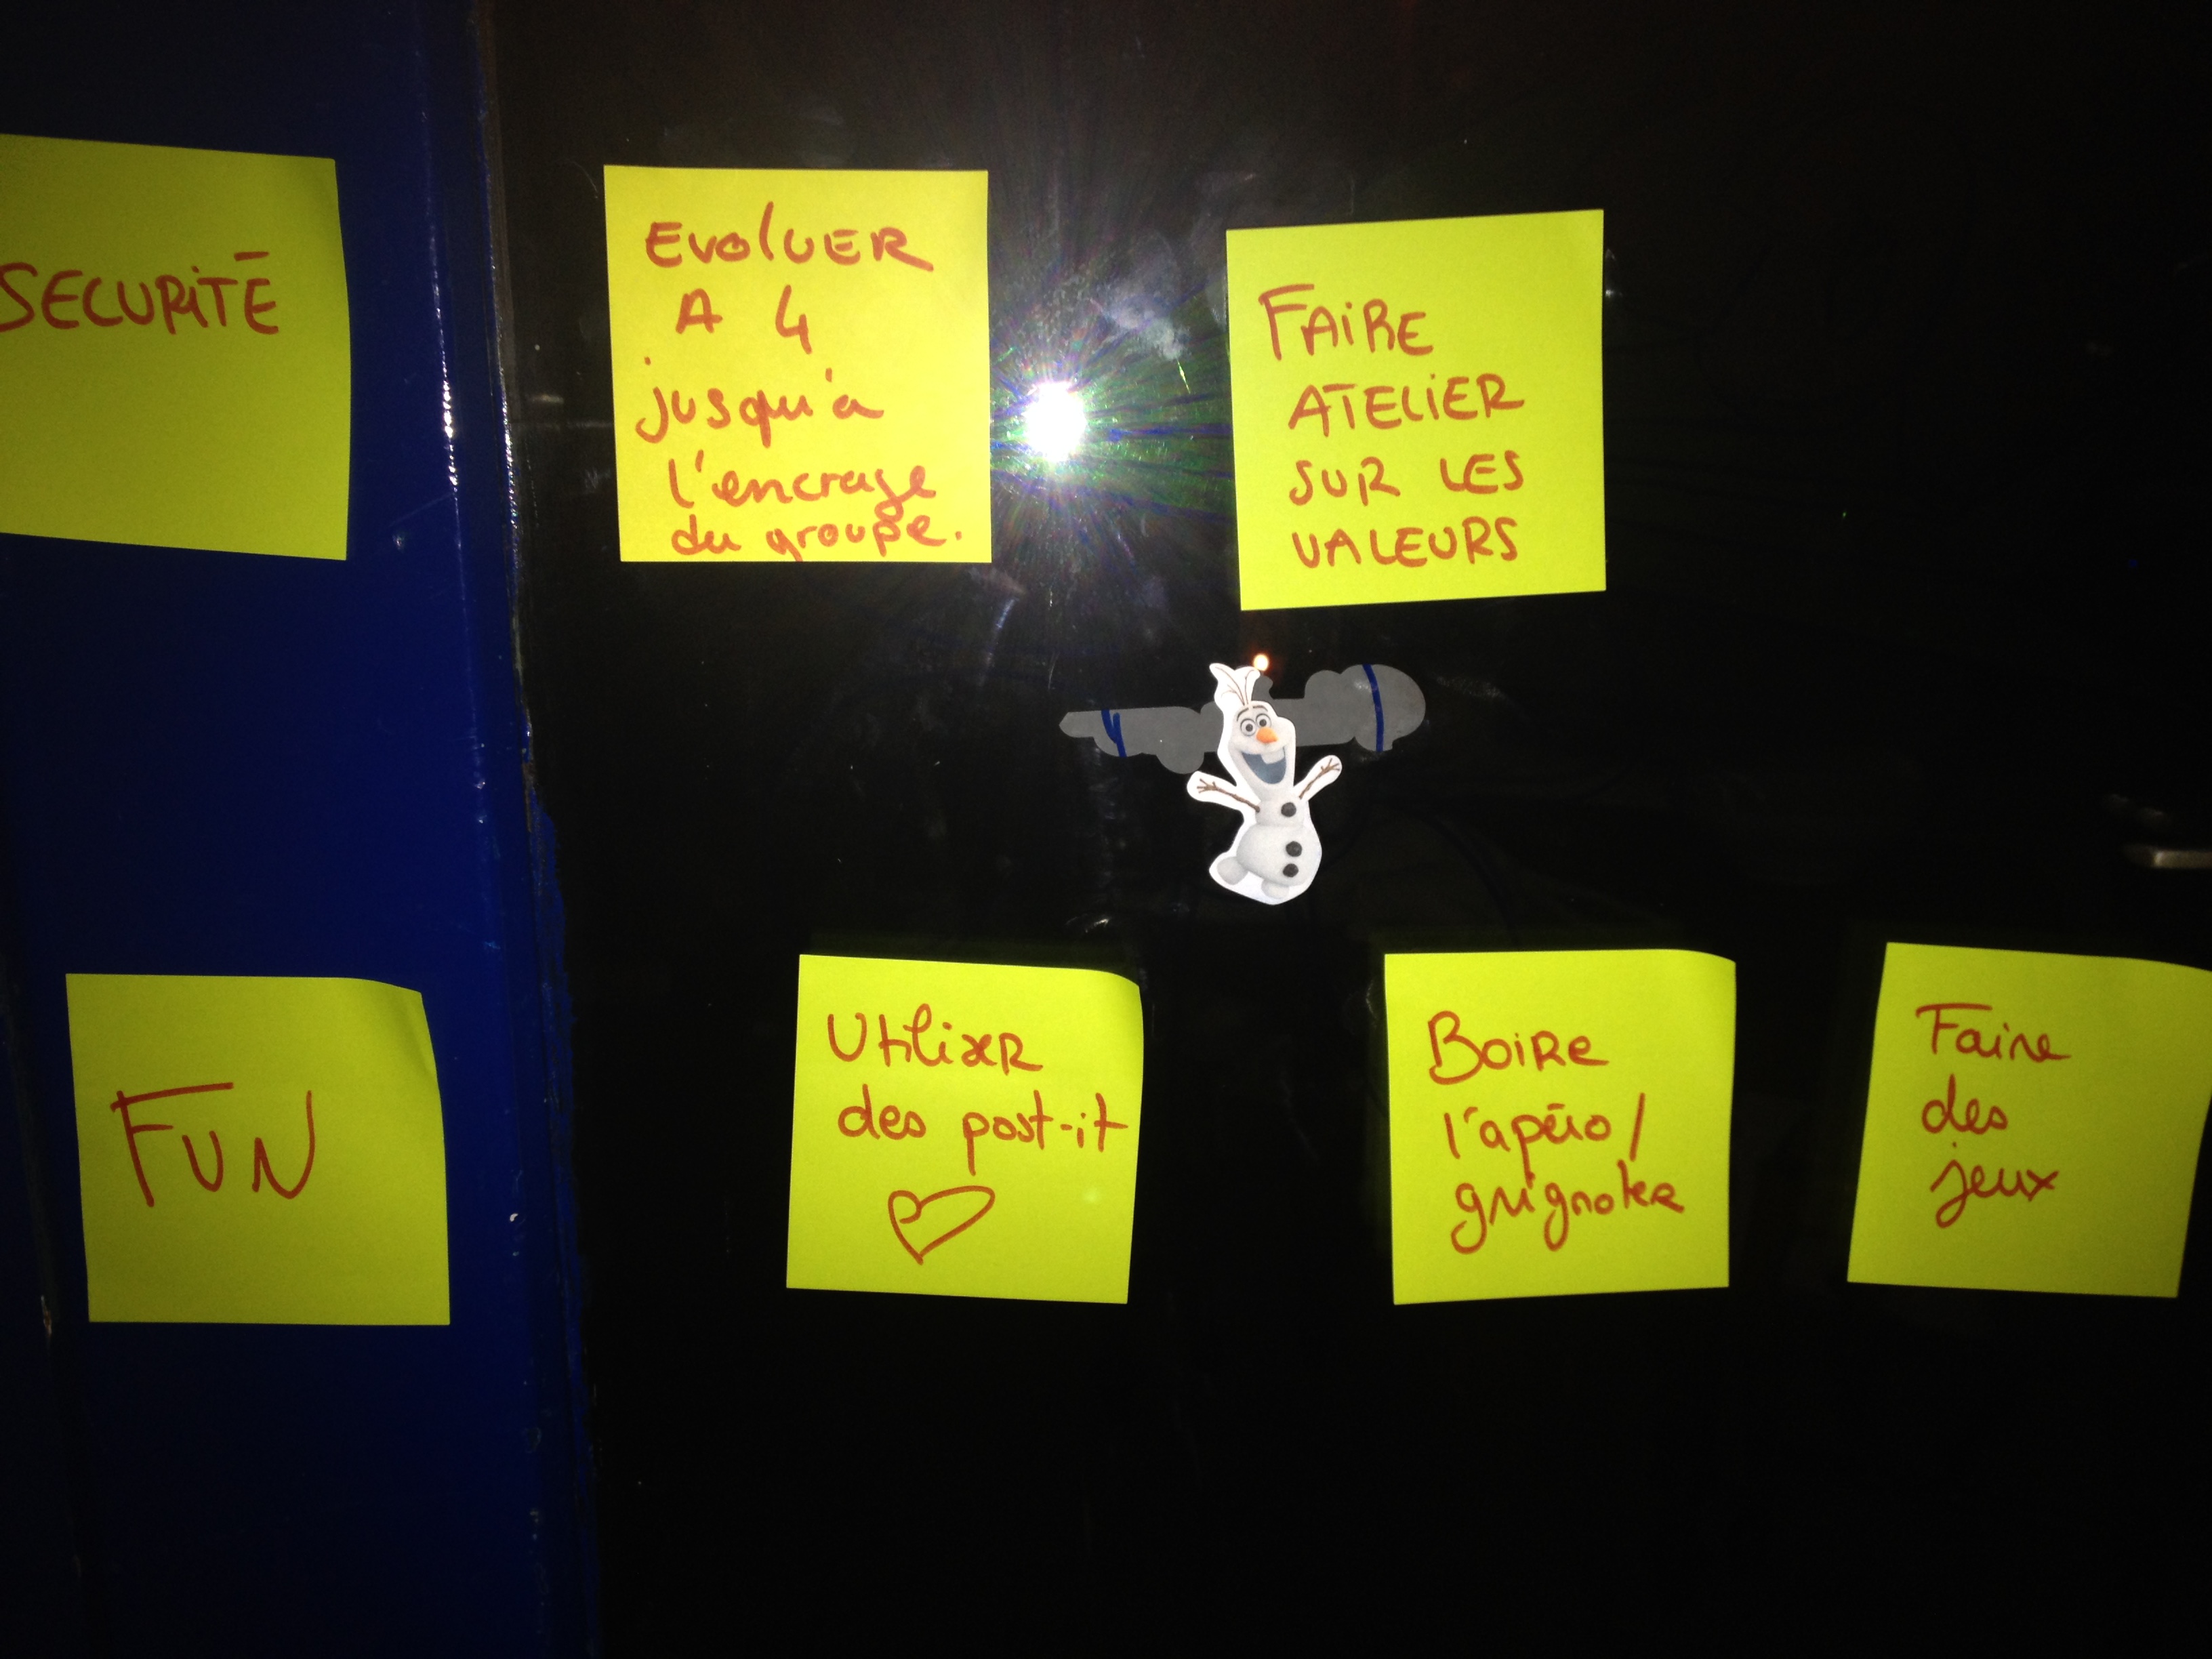 SECURITÉ
EVOLUER
A 4
jusqu'a
l'encrage
du groupe.
FAIRE
ATELIER
SUR LES
VALEURS
FUN
UtiliseR
des post-it
BoiRe
l'apéro /
grignoteR
Faire
des
jeux